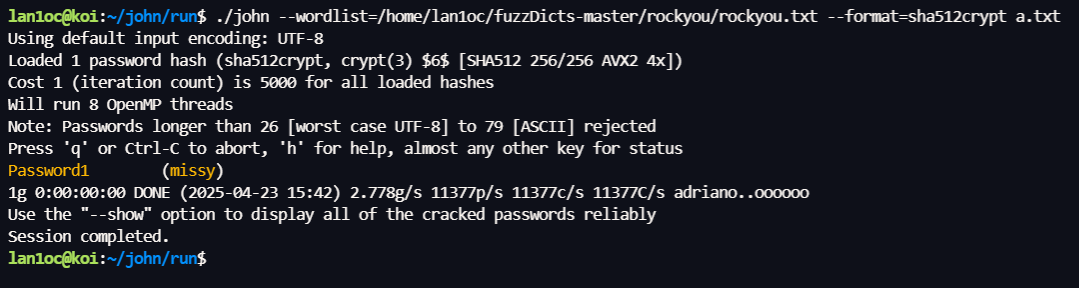 lan1oc@koi:~/john/run$ ./john --wordlist=/home/lan1oc/fuzzDicts-master/rockyou/rockyou.txt --format=sha512crypt a.txt
Using default input encoding: UTF-8
Loaded 1 password hash (sha512crypt, crypt(3) $6$ [SHA512 256/256 AVX2 4x])
Cost 1 (iteration count) is 5000 for all loaded hashes
Will run 8 OpenMP threads
Note: Passwords longer than 26 [worst case UTF-8] to 79 [ASCII] rejected
Press 'q' or Ctrl-C to abort, 'h' for help, almost any other key for status
Password1        (missy)
1g 0:00:00:00 DONE (2025-04-23 15:42) 2.778g/s 11377p/s 11377c/s 11377C/s adriano..oooooo
Use the "--show" option to display all of the cracked passwords reliably
Session completed.
lan1oc@koi:~/john/run$